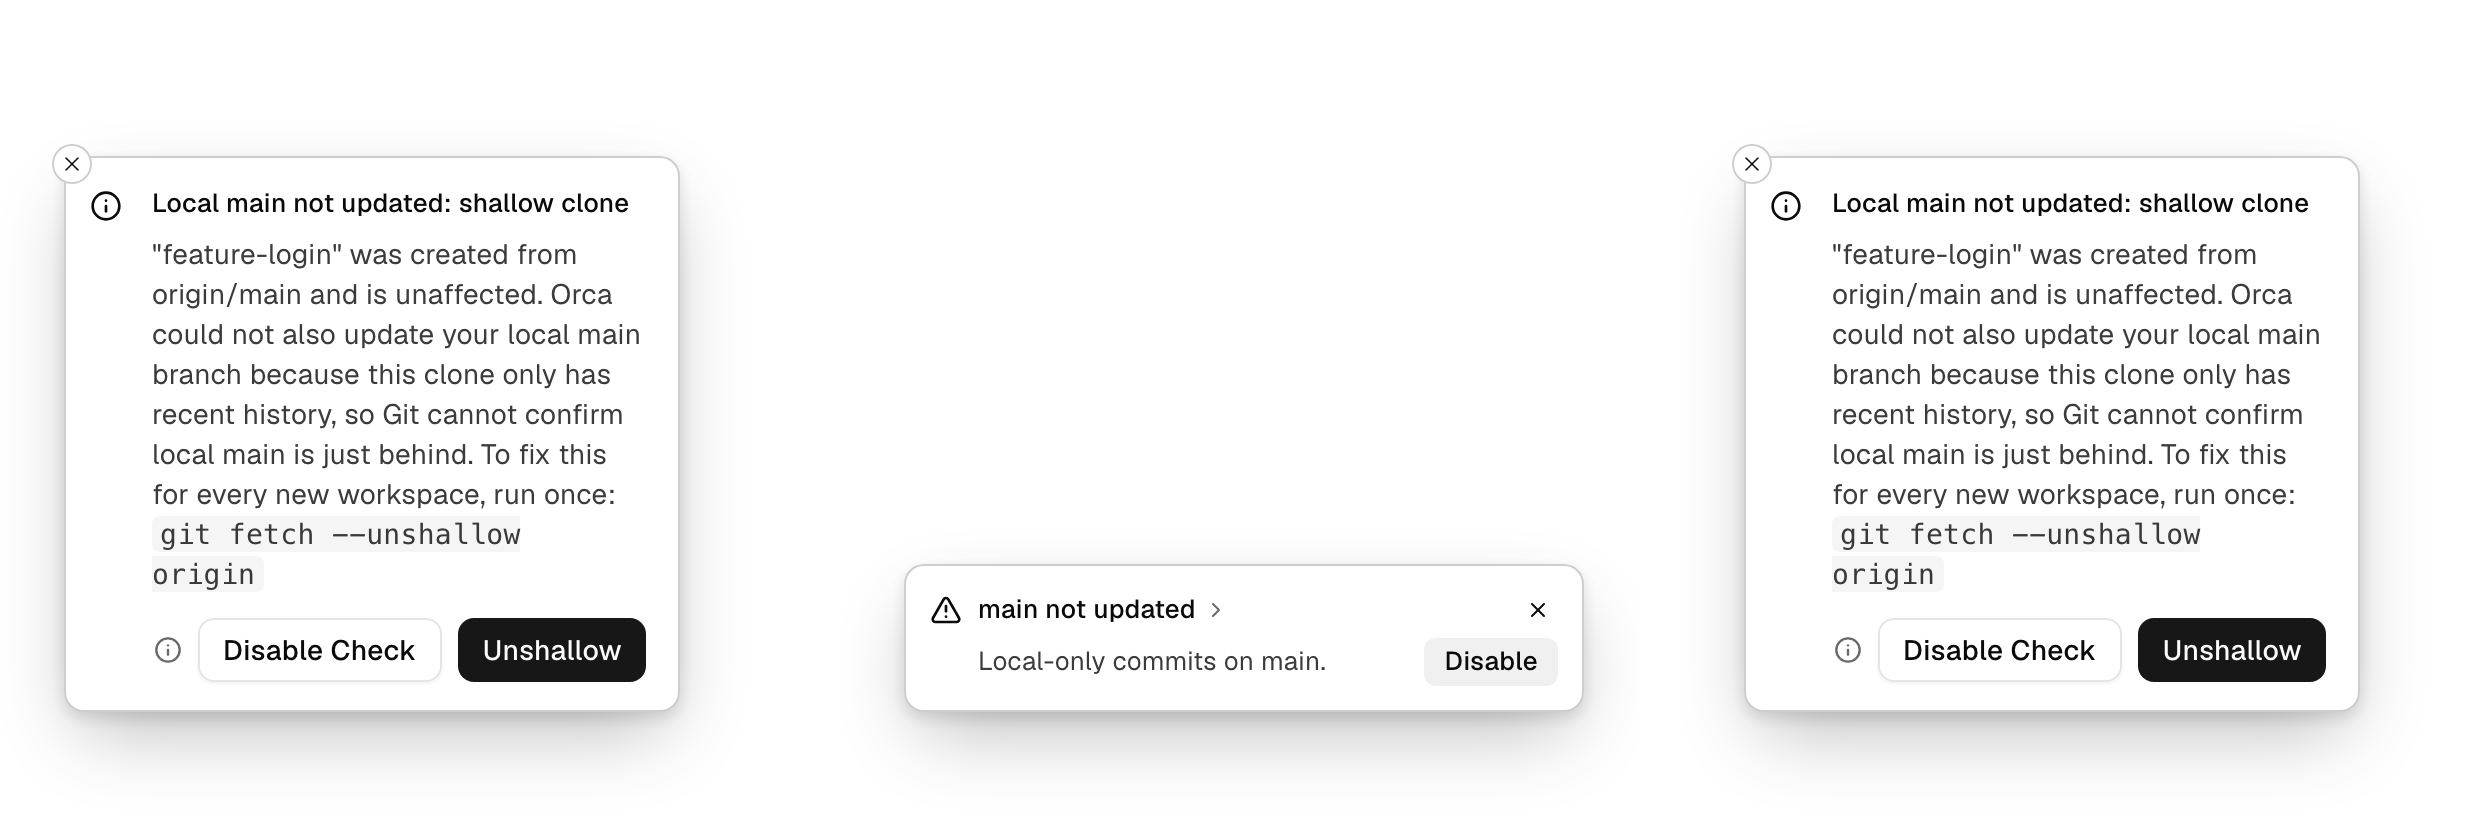 Local main not updated: shallow clone
"feature-login" was created from
origin/main and is unaffected. Orca
could not also update your local main
branch because this clone only has
recent history, so Git cannot confirm
local main is just behind. To fix this
for every new workspace, run once:
git fetch --unshallow
origin
Disable Check
Unshallow
main not updated
Local-only commits on main.
Disable
Local main not updated: shallow clone
"feature-login" was created from
origin/main and is unaffected. Orca
could not also update your local main
branch because this clone only has
recent history, so Git cannot confirm
local main is just behind. To fix this
for every new workspace, run once:
git fetch --unshallow
origin
Disable Check
Unshallow